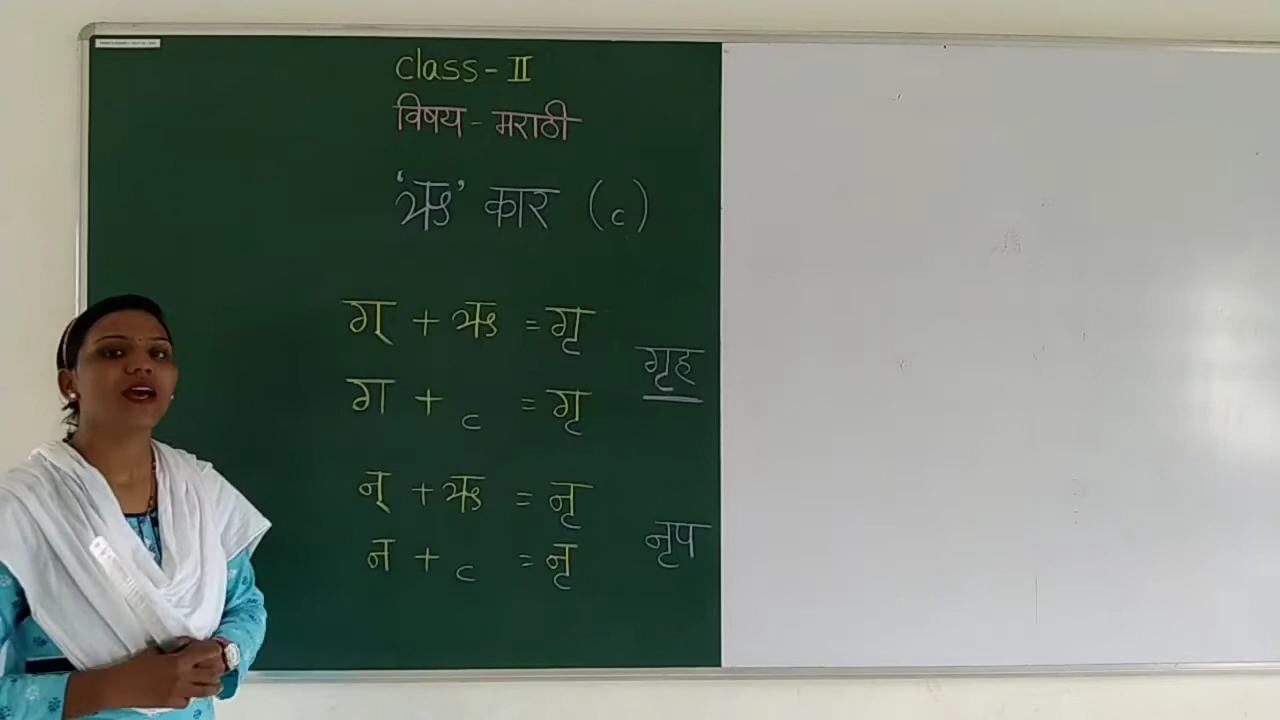 Class - II
विषय - मराठी
'ऋ' कार ( ृ )
ग् + ऋ = गृ
गृह
ग + ृ = गृ
न् + ऋ = नृ
नृप
न + ृ = नृ